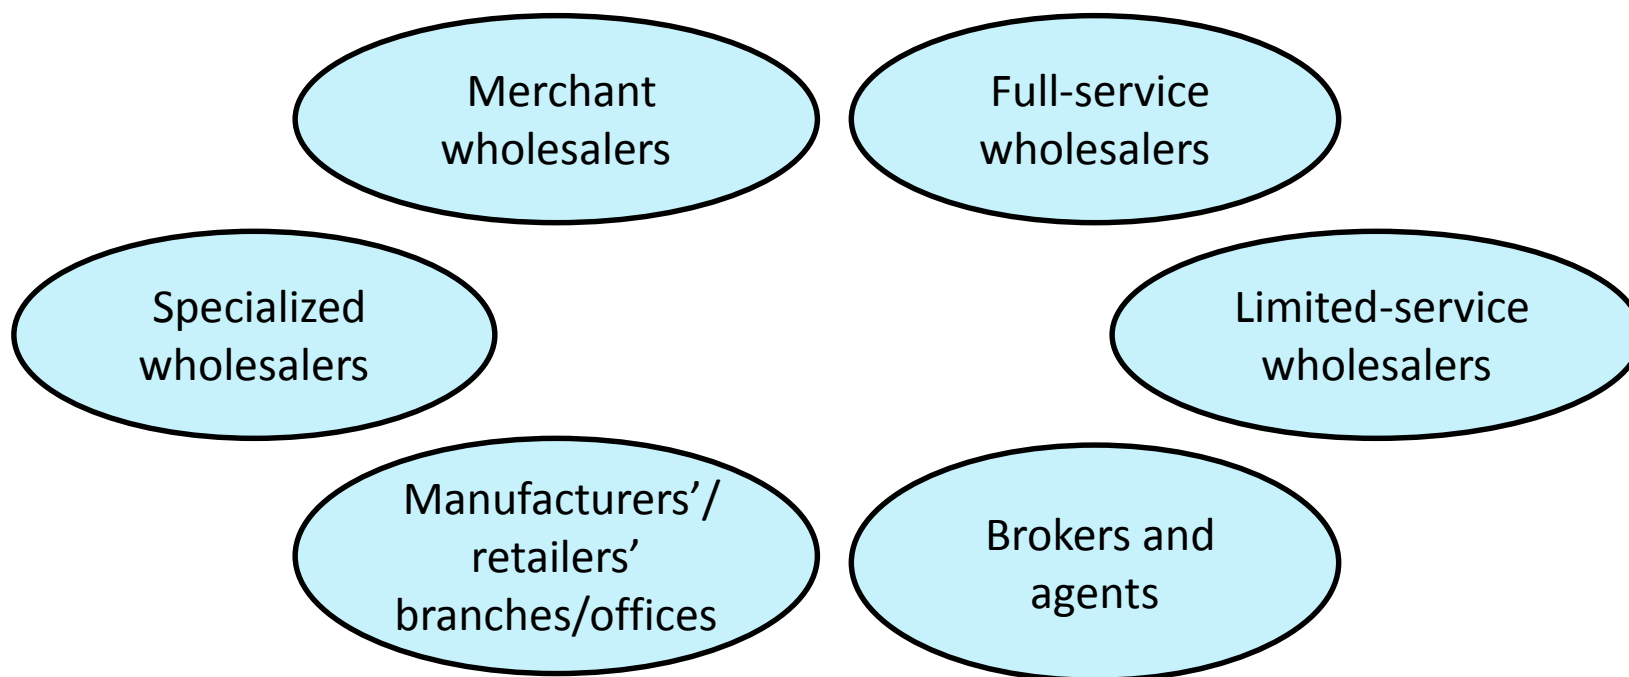 Merchant
wholesalers
Full-service
wholesalers
Specialized
wholesalers
Limited-service
wholesalers
Manufacturers’/
retailers’
branches/offices
Brokers and
agents